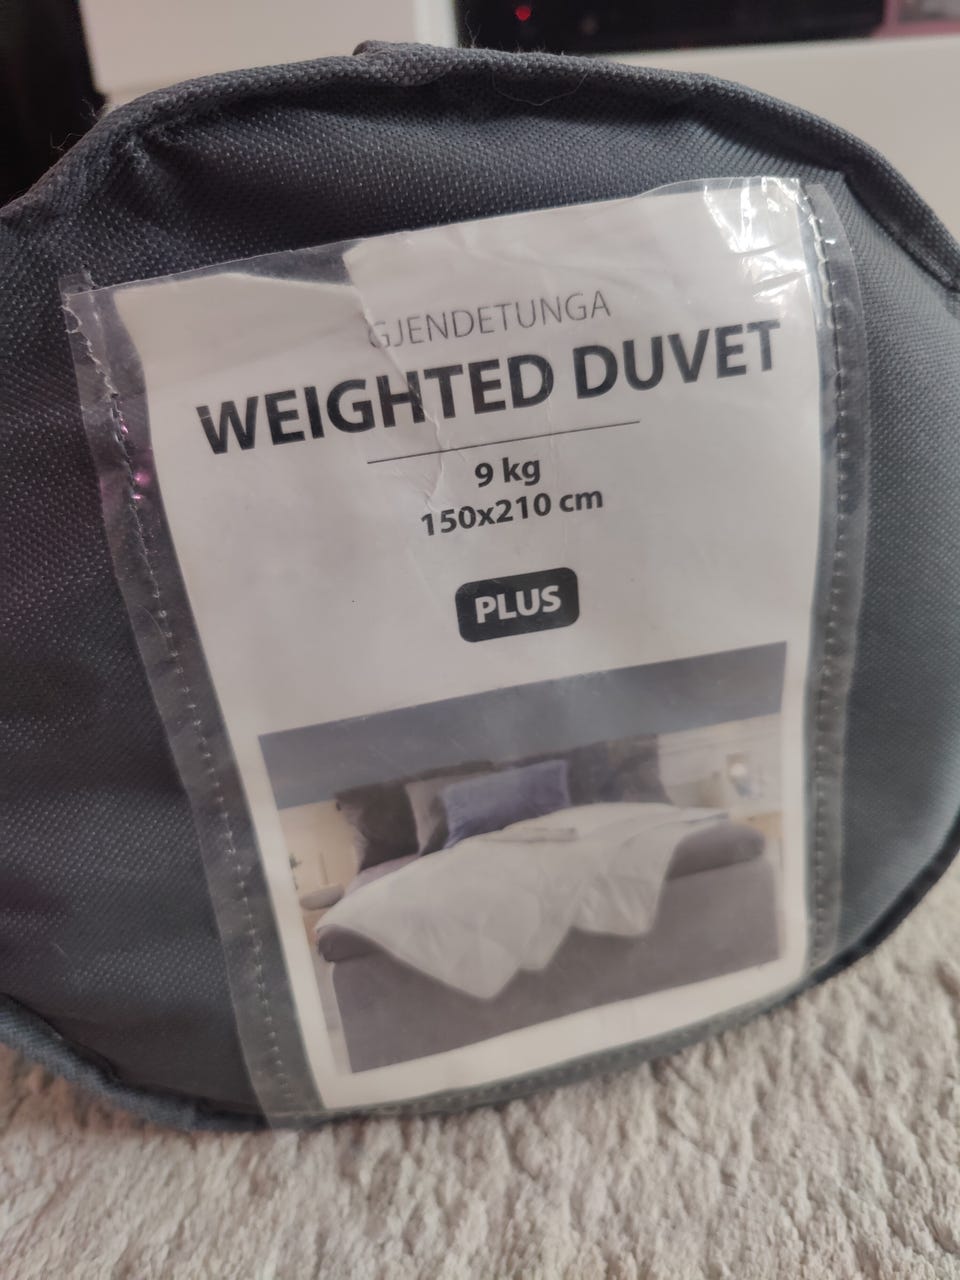 GJENDETUNGA
WEIGHTED DUVET
9 kg
150x210 cm
PLUS